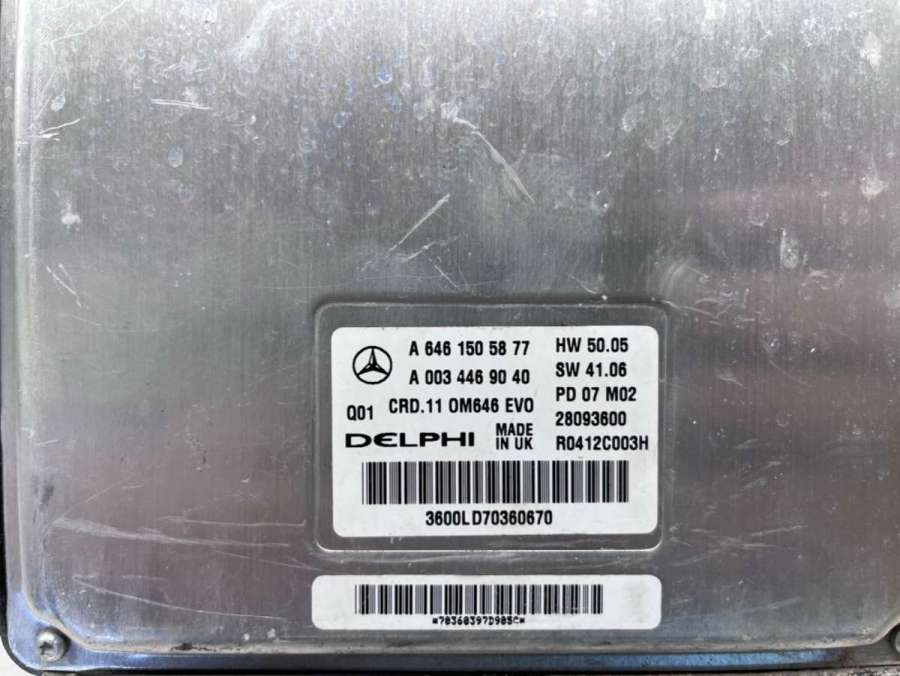 A 646 150 58 77 HW 50.05
A 003 446 90 40 SW 41.06
Q01 CRD.11 OM646 EVO PD 07 M02
28093600
DELPHI MADE IN UK R0412C003H
3600LD70360670
*70360397D905C*